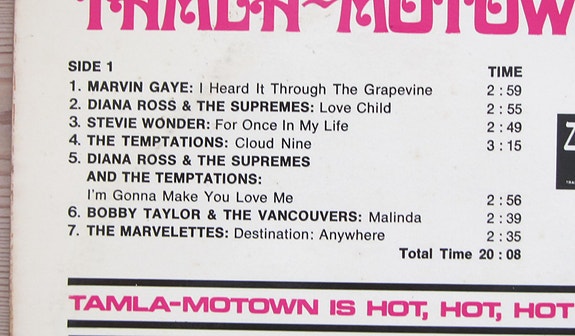 TAMLA-MOTOW
SIDE 1 TIME
1. MARVIN GAYE: I Heard It Through The Grapevine 2 : 59
2. DIANA ROSS & THE SUPREMES: Love Child 2 : 55
3. STEVIE WONDER: For Once In My Life 2 : 49
4. THE TEMPTATIONS: Cloud Nine 3 : 15
5. DIANA ROSS & THE SUPREMES
AND THE TEMPTATIONS:
I'm Gonna Make You Love Me 2 : 56
6. BOBBY TAYLOR & THE VANCOUVERS: Malinda 2 : 39
7. THE MARVELETTES: Destination: Anywhere 2 : 35
Total Time 20 : 08
TAMLA-MOTOWN IS HOT, HOT, HOT